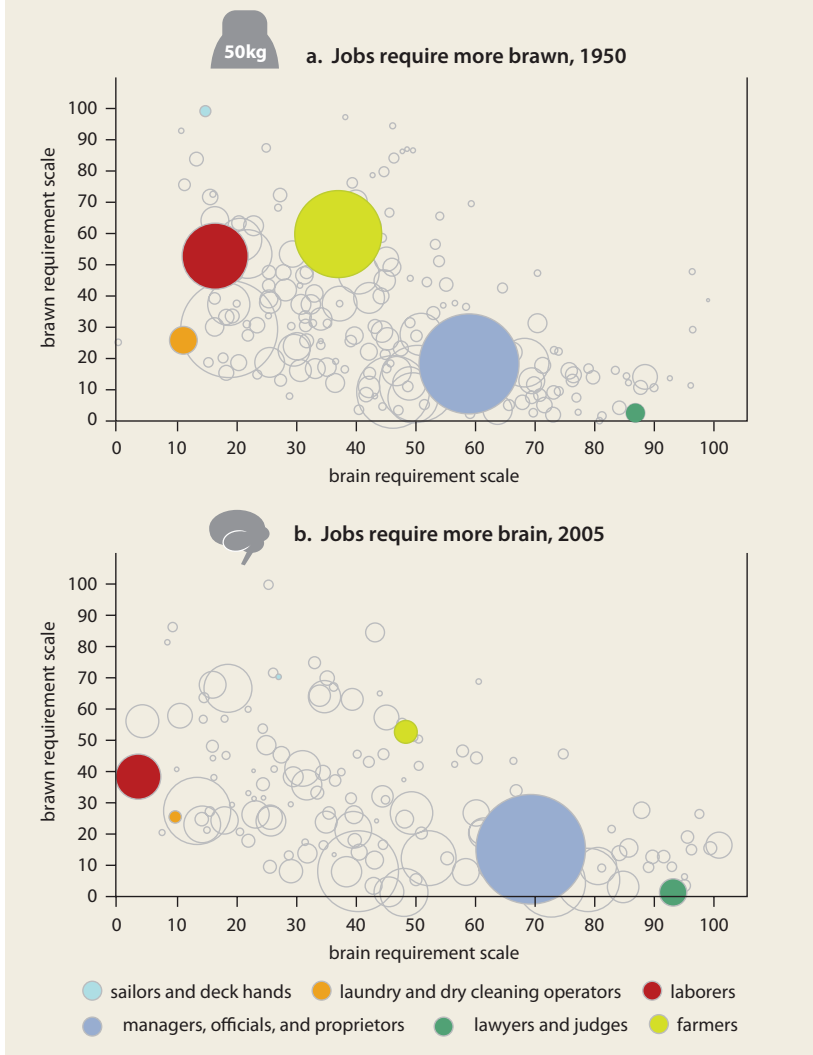 50kg
a. Jobs require more brawn, 1950
brawn requirement scale
100
90
80
70
60
50
40
30
20
10
0
0 10 20 30 40 50 60 70 80 90 100
brain requirement scale
b. Jobs require more brain, 2005
brawn requirement scale
100
90
80
70
60
50
40
30
20
10
0
0 10 20 30 40 50 60 70 80 90 100
brain requirement scale
sailors and deck hands laundry and dry cleaning operators laborers
managers, officials, and proprietors lawyers and judges farmers